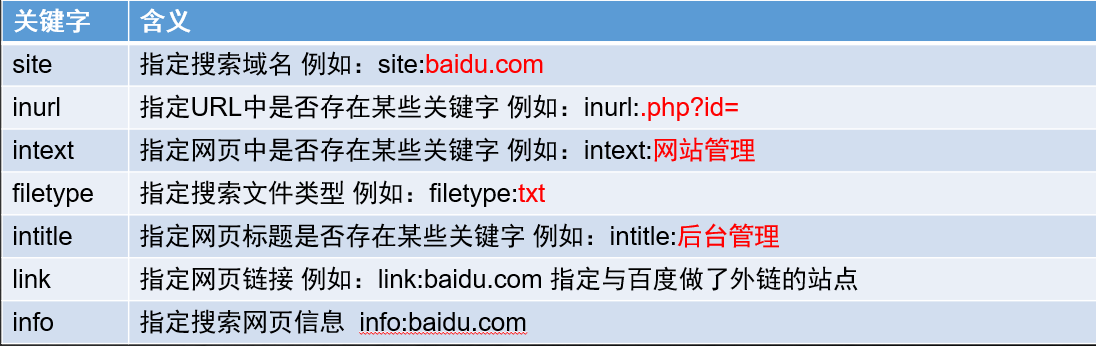 关键字 含义
site 指定搜索域名 例如：site:baidu.com
inurl 指定URL中是否存在某些关键字 例如：inurl:.php?id=
intext 指定网页中是否存在某些关键字 例如：intext:网站管理
filetype 指定搜索文件类型 例如：filetype:txt
intitle 指定网页标题是否存在某些关键字 例如：intitle:后台管理
link 指定网页链接 例如：link:baidu.com 指定与百度做了外链的站点
info 指定搜索网页信息 info:baidu.com